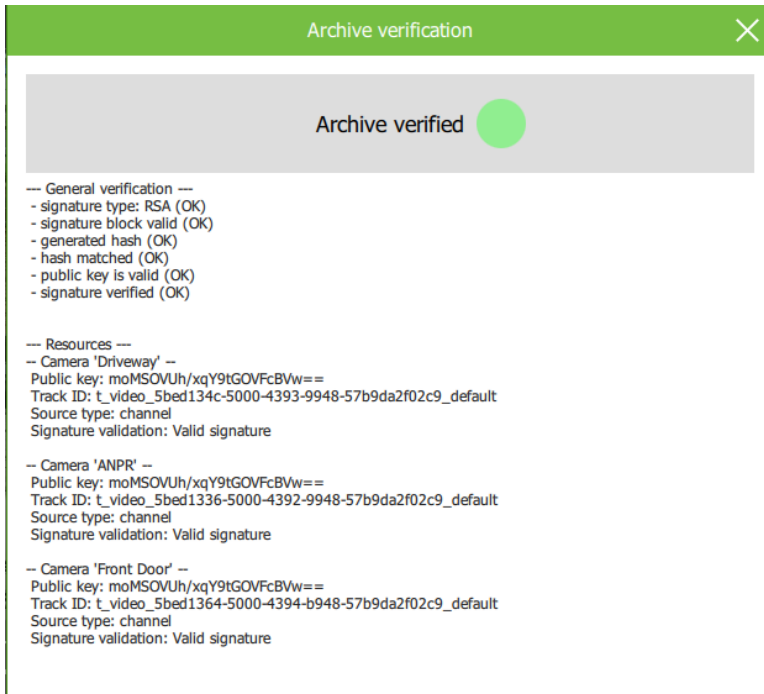 Archive verification
Archive verified
--- General verification ---
- signature type: RSA (OK)
- signature block valid (OK)
- generated hash (OK)
- hash matched (OK)
- public key is valid (OK)
- signature verified (OK)
--- Resources ---
-- Camera 'Driveway' --
Public key: moMSOVUh/xqY9tGOVFcBVw==
Track ID: t_video_5bed134c-5000-4393-9948-57b9da2f02c9_default
Source type: channel
Signature validation: Valid signature
-- Camera 'ANPR' --
Public key: moMSOVUh/xqY9tGOVFcBVw==
Track ID: t_video_5bed1336-5000-4392-9948-57b9da2f02c9_default
Source type: channel
Signature validation: Valid signature
-- Camera 'Front Door' --
Public key: moMSOVUh/xqY9tGOVFcBVw==
Track ID: t_video_5bed1364-5000-4394-b948-57b9da2f02c9_default
Source type: channel
Signature validation: Valid signature